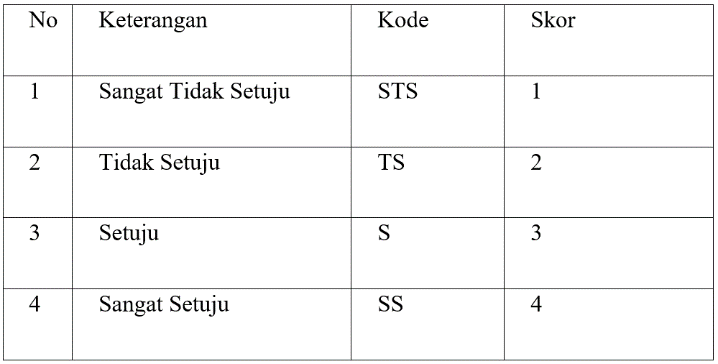 No Keterangan Kode Skor
1 Sangat Tidak Setuju STS 1
2 Tidak Setuju TS 2
3 Setuju S 3
4 Sangat Setuju SS 4